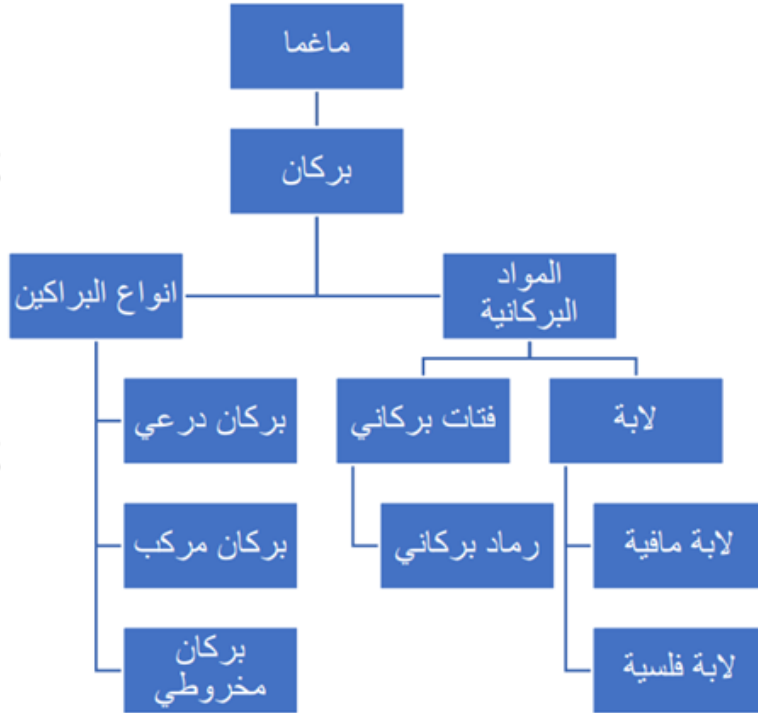 ماغما
بركان
المواد
البركانية
انواع البراكين
لابة
فتات بركاني
بركان درعي
لابة مافية
رماد بركاني
بركان مركب
لابة فلسية
بركان
مخروطي